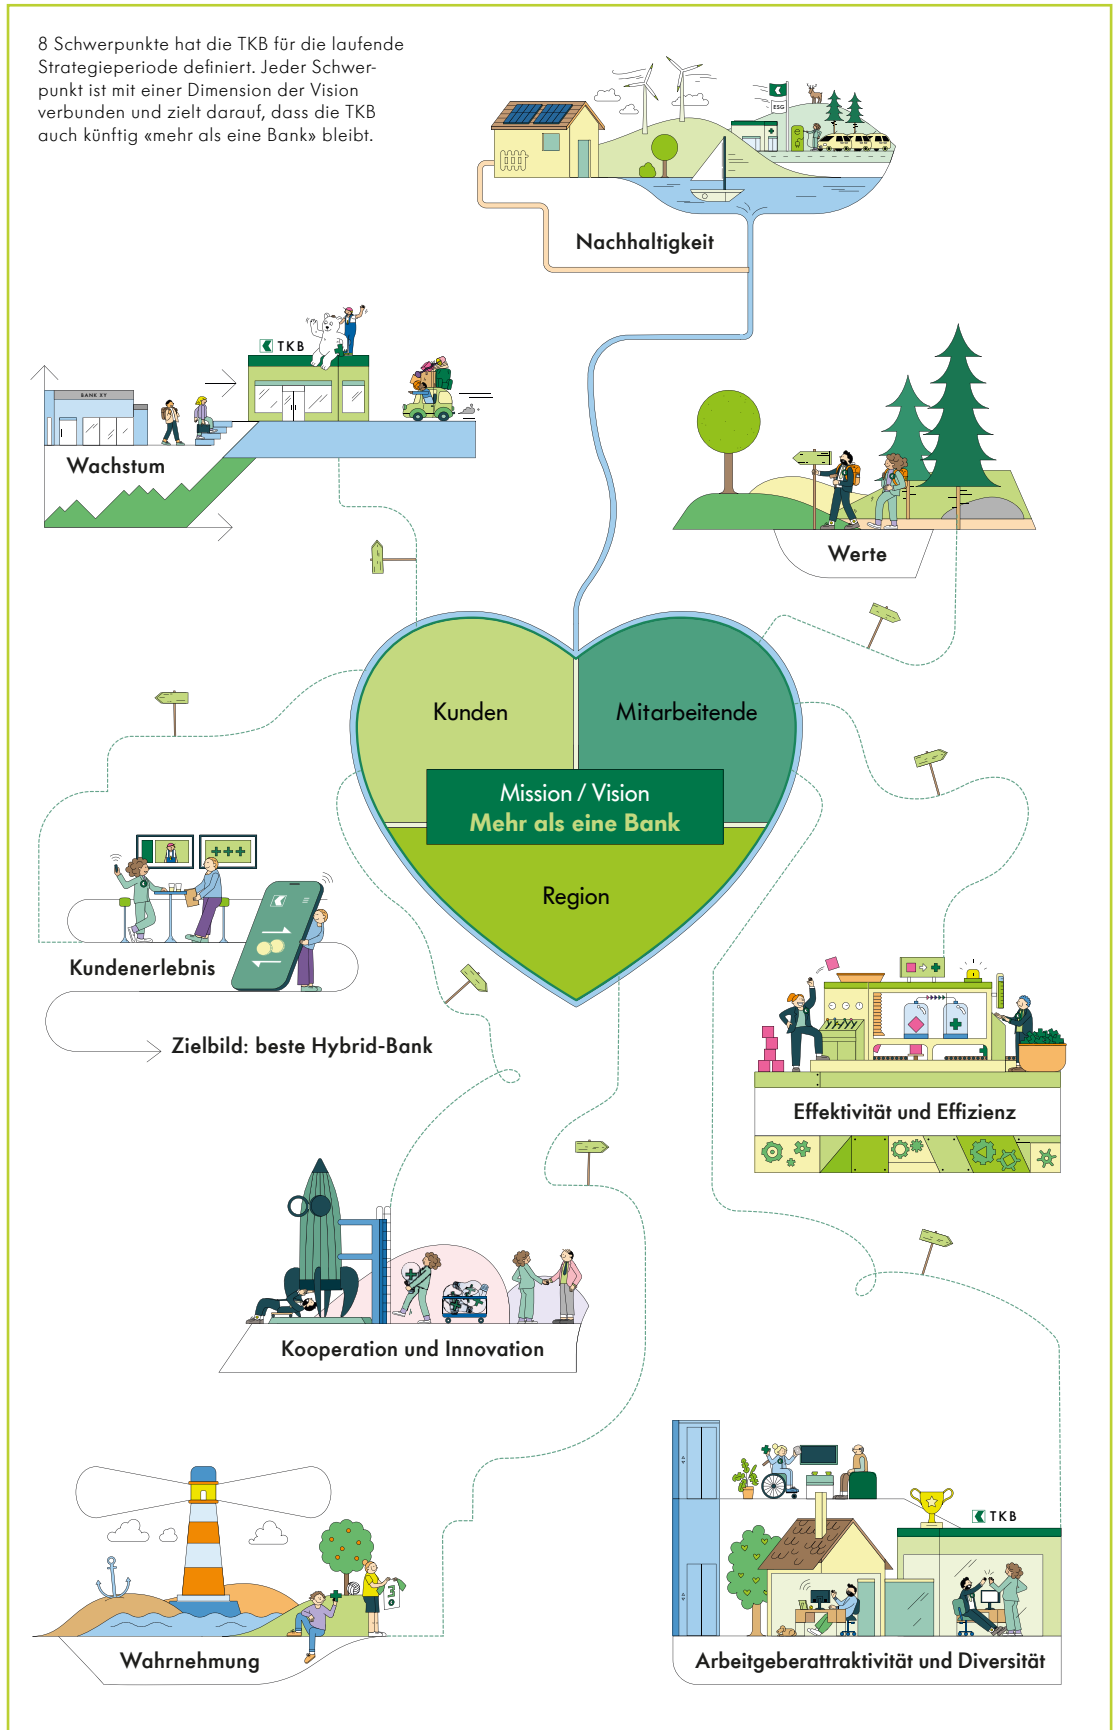 8 Schwerpunkte hat die TKB für die laufende
Strategieperiode definiert. Jeder Schwer-
punkt ist mit einer Dimension der Vision
verbunden und zielt darauf, dass die TKB
auch künftig «mehr als eine Bank» bleibt.
ESG
Nachhaltigkeit
TKB
BANK XY
Wachstum
Werte
Kunden
Mitarbeitende
Mission / Vision
Mehr als eine Bank
Region
Kundenerlebnis
Zielbild: beste Hybrid-Bank
Effektivität und Effizienz
Kooperation und Innovation
TKB
Wahrnehmung
Arbeitgeberattraktivität und Diversität